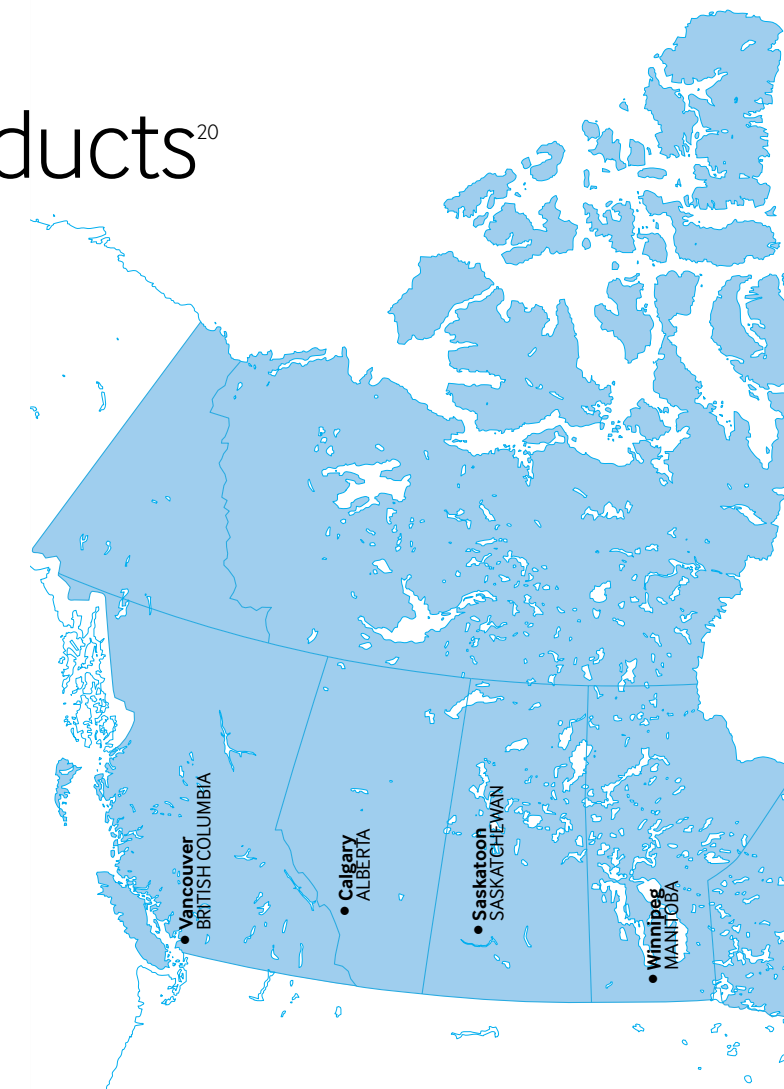 ducts20
Vancouver
BRITISH COLUMBIA
Calgary
ALBERTA
Saskatoon
SASKATCHEWAN
Winnipeg
MANITOBA